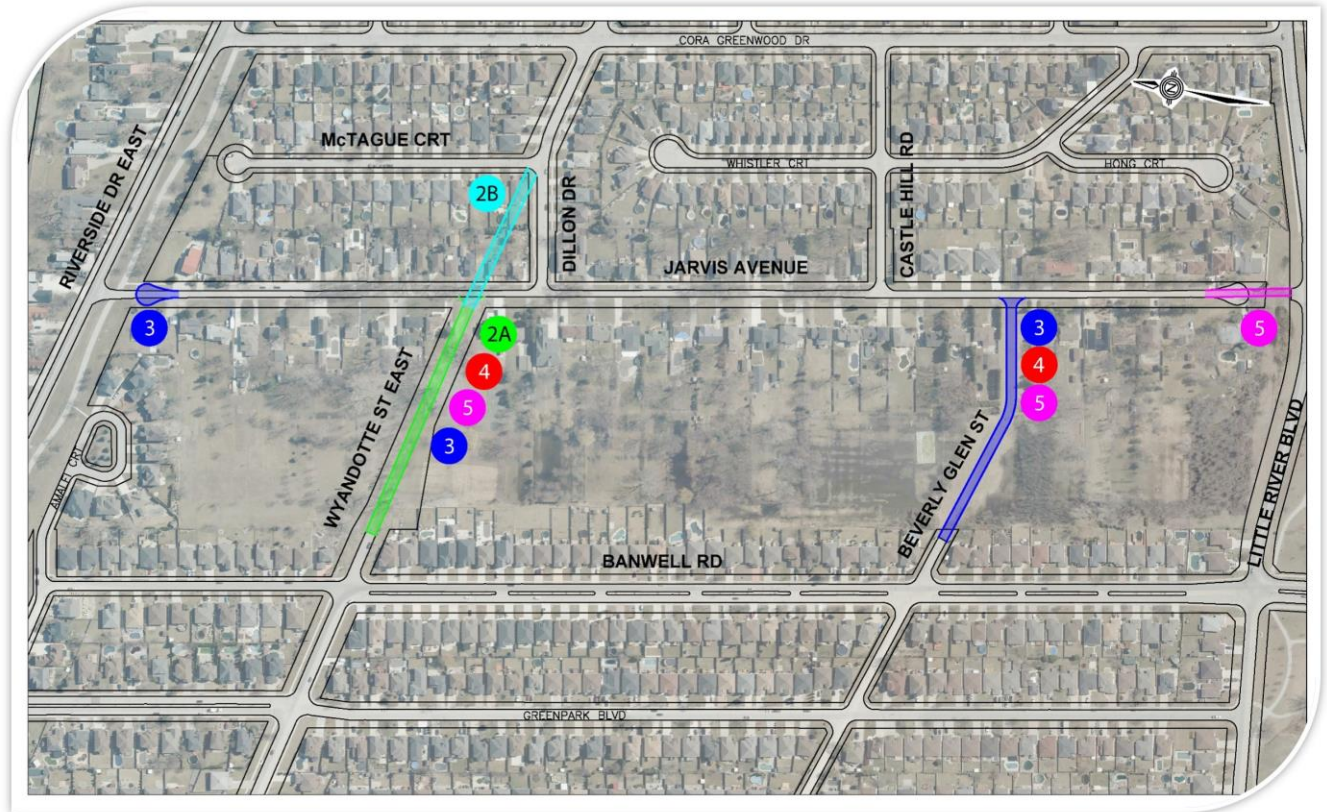 CORA GREENWOOD DR
N
RIVERSIDE DR EAST
McTAGUE CRT
WHISTLER CRT
HONG CRT
CASTLE HILL RD
2B
DILLON DR
JARVIS AVENUE
3
2A
3
5
4
4
5
5
3
WYANDOTTE ST EAST
BEVERLY GLEN ST
LITTLE RIVER BLVD
AMALFI CRT
BANWELL RD
GREENPARK BLVD